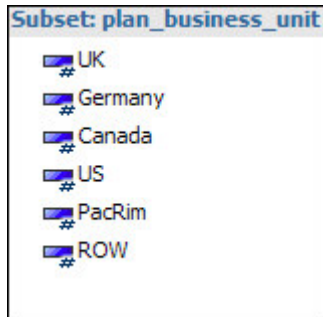 Subset: plan_business_unit
UK
Germany
Canada
US
PacRim
ROW